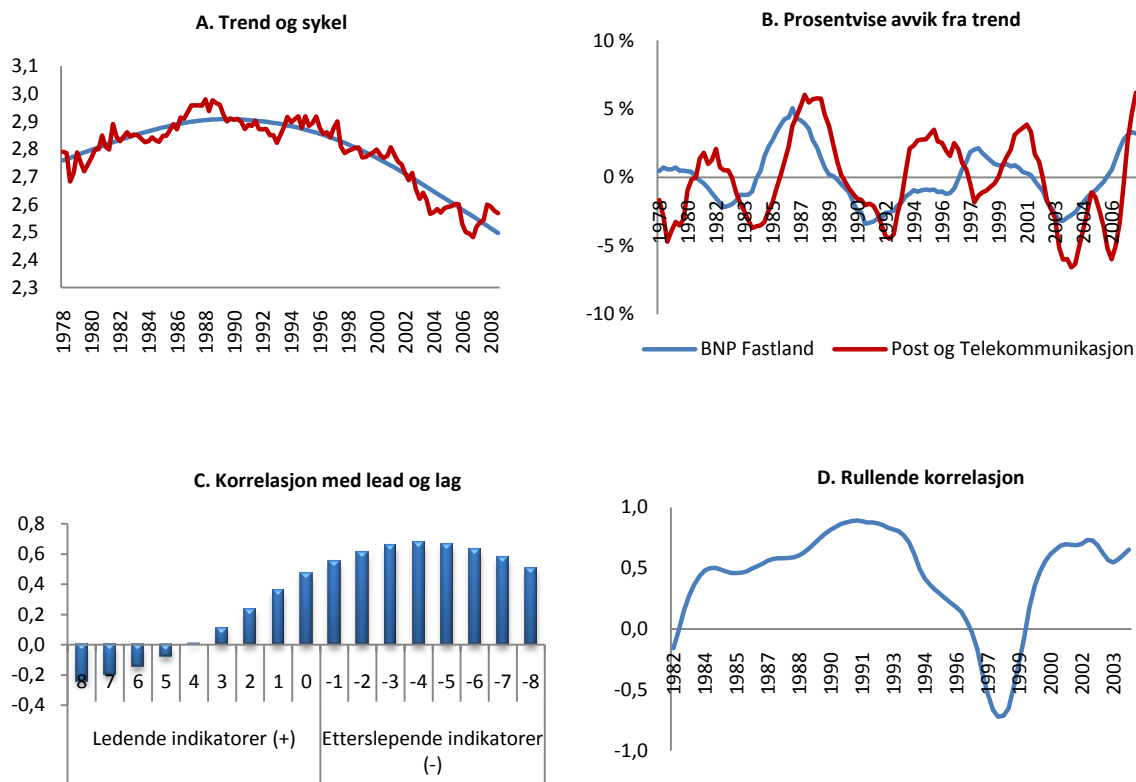 A. Trend og sykel
3,1
3,0
2,9
2,8
2,7
2,6
2,5
2,4
2,3
1978 1980 1982 1984 1986 1988 1990 1992 1994 1996 1998 2000 2002 2004 2006 2008
B. Prosentvise avvik fra trend
10 %
5 %
0 %
-5 %
-10 %
1978 1980 1982 1983 1985 1987 1989 1990 1992 1994 1996 1997 1999 2001 2003 2004 2006
BNP Fastland Post og Telekommunikasjon
C. Korrelasjon med lead og lag
0,8
0,6
0,4
0,2
0,0
-0,2
-0,4
8 7 6 5 4 3 2 1 0 -1 -2 -3 -4 -5 -6 -7 -8
Ledende indikatorer (+) Etterslepende indikatorer
(-)
D. Rullende korrelasjon
1,0
0,5
0,0
-0,5
-1,0
1982 1984 1985 1987 1988 1990 1991 1993 1994 1996 1997 1999 2000 2002 2003